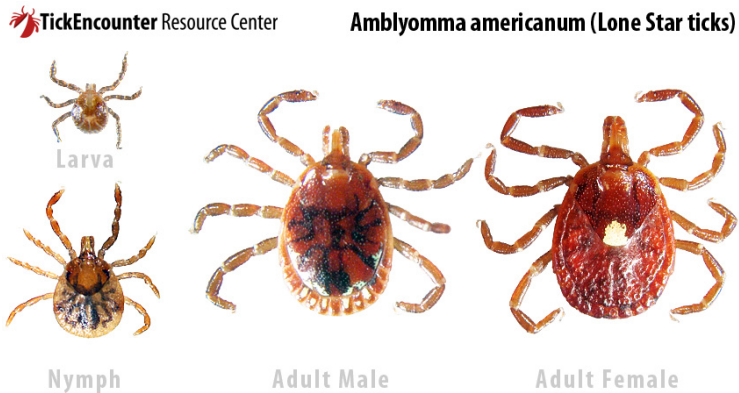 TickEncounter Resource Center
Amblyomma americanum (Lone Star ticks)
Larva
Nymph
Adult Male
Adult Female